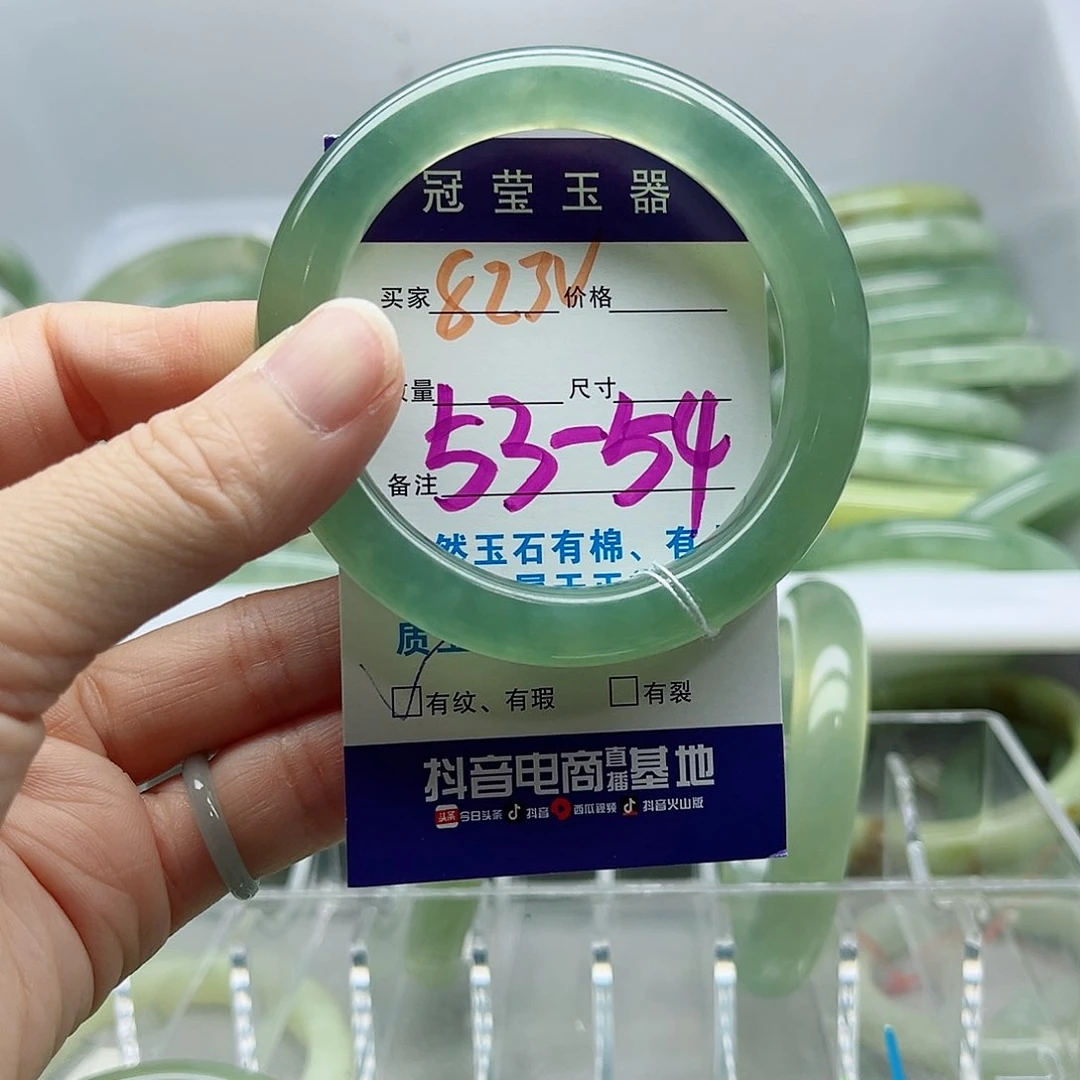 冠莹玉器
买家 823V 价格
量 尺寸
53-54
备注
然玉石有棉、有
质
有纹、有瑕 有裂
抖音电商直播基地
头条 今日头条 抖音 西瓜视频 抖音火山版